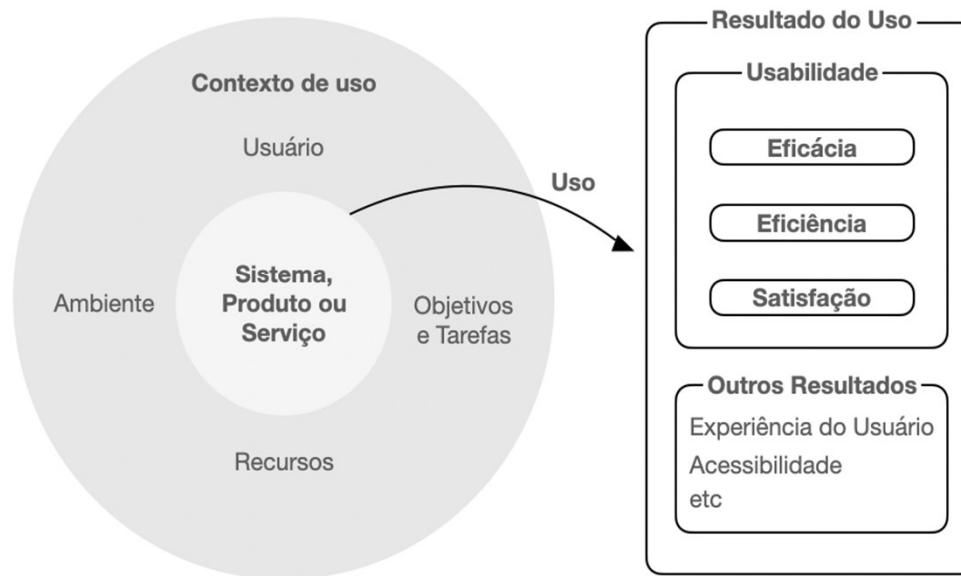 Contexto de uso
Usuário
Ambiente
Sistema,
Produto ou
Serviço
Objetivos
e Tarefas
Recursos
Uso
Resultado do Uso
Usabilidade
Eficácia
Eficiência
Satisfação
Outros Resultados
Experiência do Usuário
Acessibilidade
etc